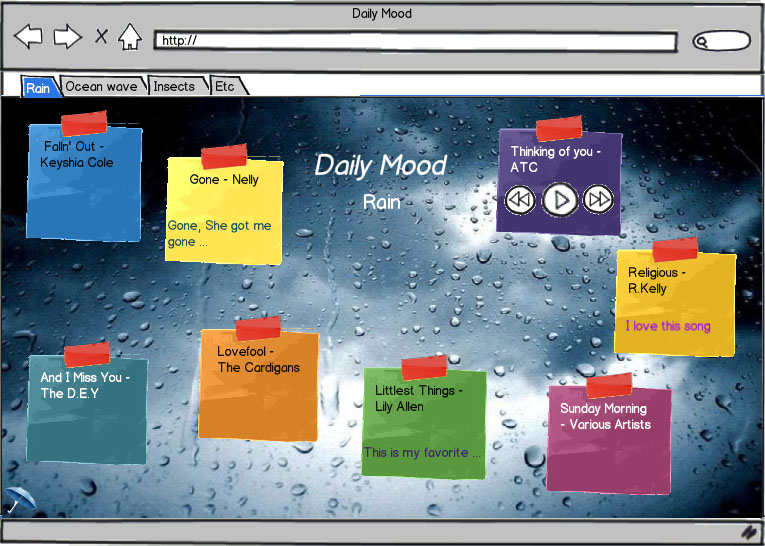 Daily Mood
http://
Rain
Ocean wave
Insects
Etc
Falln' Out -
Keyshia Cole
Gone - Nelly
Gone, She got me
gone ...
Daily Mood
Rain
Thinking of you -
ATC
Religious -
R.Kelly
I love this song
And I Miss You -
The D.E.Y
Lovefool -
The Cardigans
Littlest Things -
Lily Allen
This is my favorite ...
Sunday Morning
- Various Artists